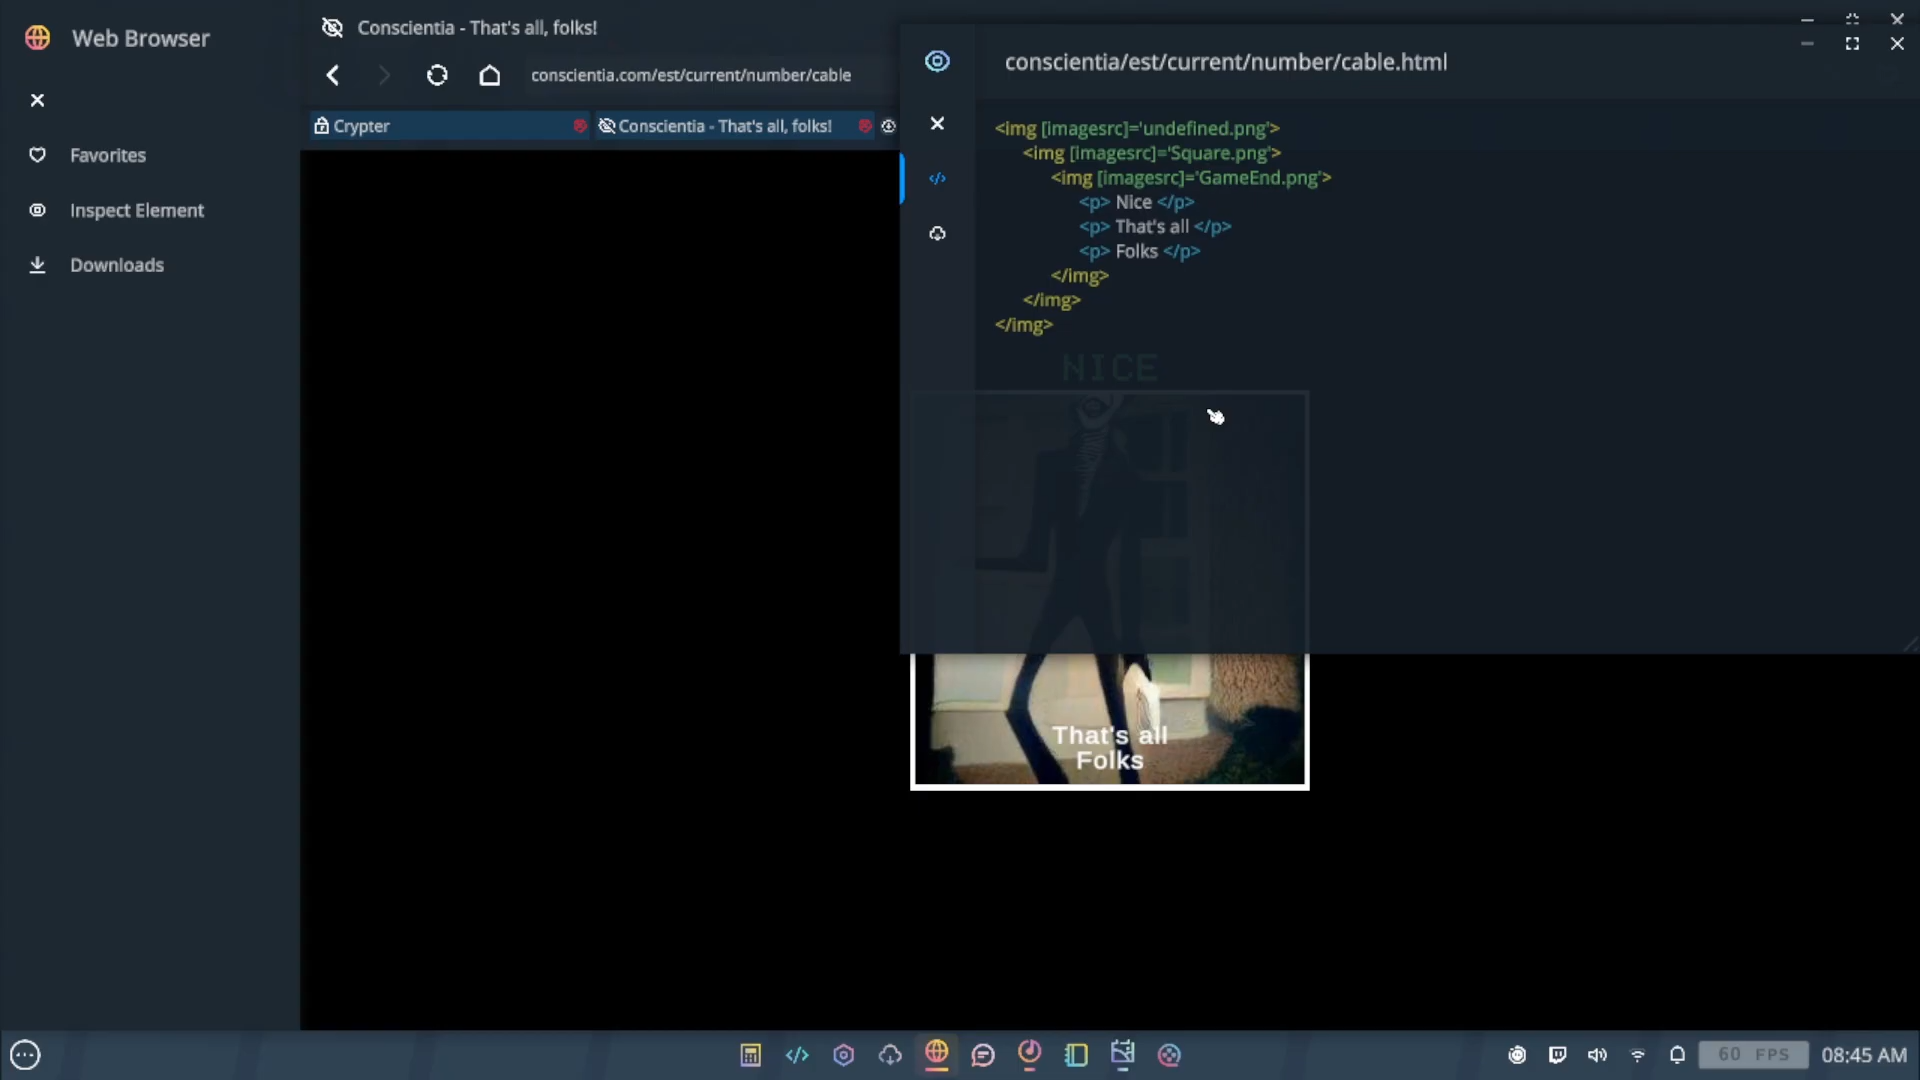 Web Browser
Favorites
Inspect Element
Downloads
Conscientia - That's all, folks!
conscientia.com/est/current/number/cable
Crypter
Conscientia - That's all, folks!
conscientia/est/current/number/cable.html
<img [imagesrc]='undefined.png'>
<img [imagesrc]='Square.png'>
<img [imagesrc]='GameEnd.png'>
<p> Nice </p>
<p> That's all </p>
<p> Folks </p>
</img>
</img>
</img>
NICE
That's all
Folks
60 FPS
08:45 AM